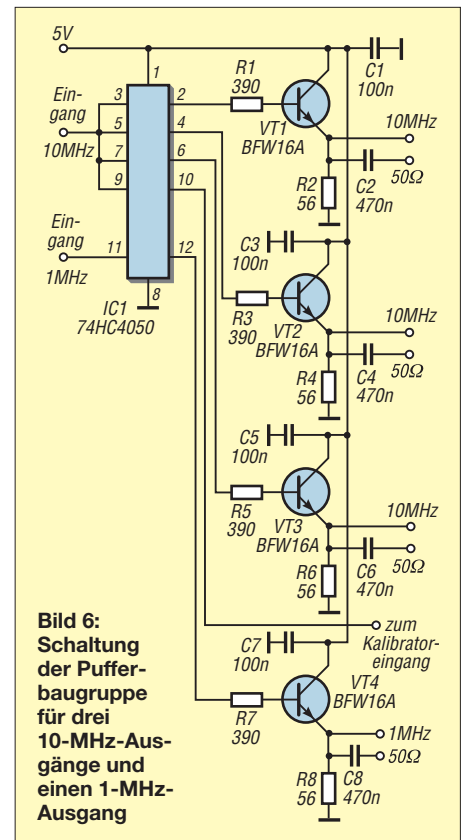 5V
1
C1
100n
R1
390
Ein-
gang
10MHz
3
5
7
9
2
4
6
10
VT1
BFW16A
10MHz
R2
56
C2
470n
50Ω
Ein-
gang
1MHz
11
12
8
IC1
74HC4050
C3
100n
R3
390
VT2
BFW16A
10MHz
R4
56
C4
470n
50Ω
C5
100n
R5
390
VT3
BFW16A
10MHz
R6
56
C6
470n
50Ω
zum
Kalibrator-
eingang
C7
100n
VT4
BFW16A
R7
390
1MHz
50Ω
R8
56
C8
470n
Bild 6:
Schaltung
der Puffer-
baugruppe
für drei
10-MHz-Aus-
gänge und
einen 1-MHz-
Ausgang